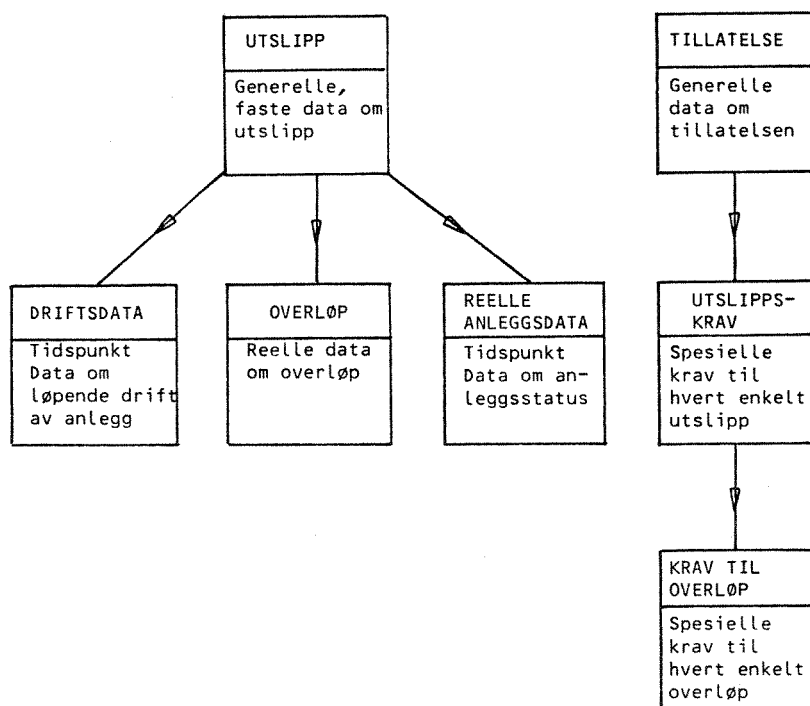 UTSLIPP
Generelle,
faste data om
utslipp
TILLATELSE
Generelle
data om
tillatelsen
DRIFTSDATA
Tidspunkt
Data om
løpende drift
av anlegg
OVERLØP
Reelle data
om overløp
REELLE
ANLEGGSDATA
Tidspunkt
Data om an-
leggsstatus
UTSLIPPS-
KRAV
Spesielle
krav til
hvert enkelt
utslipp
KRAV TIL
OVERLØP
Spesielle
krav til
hvert enkelt
overløp